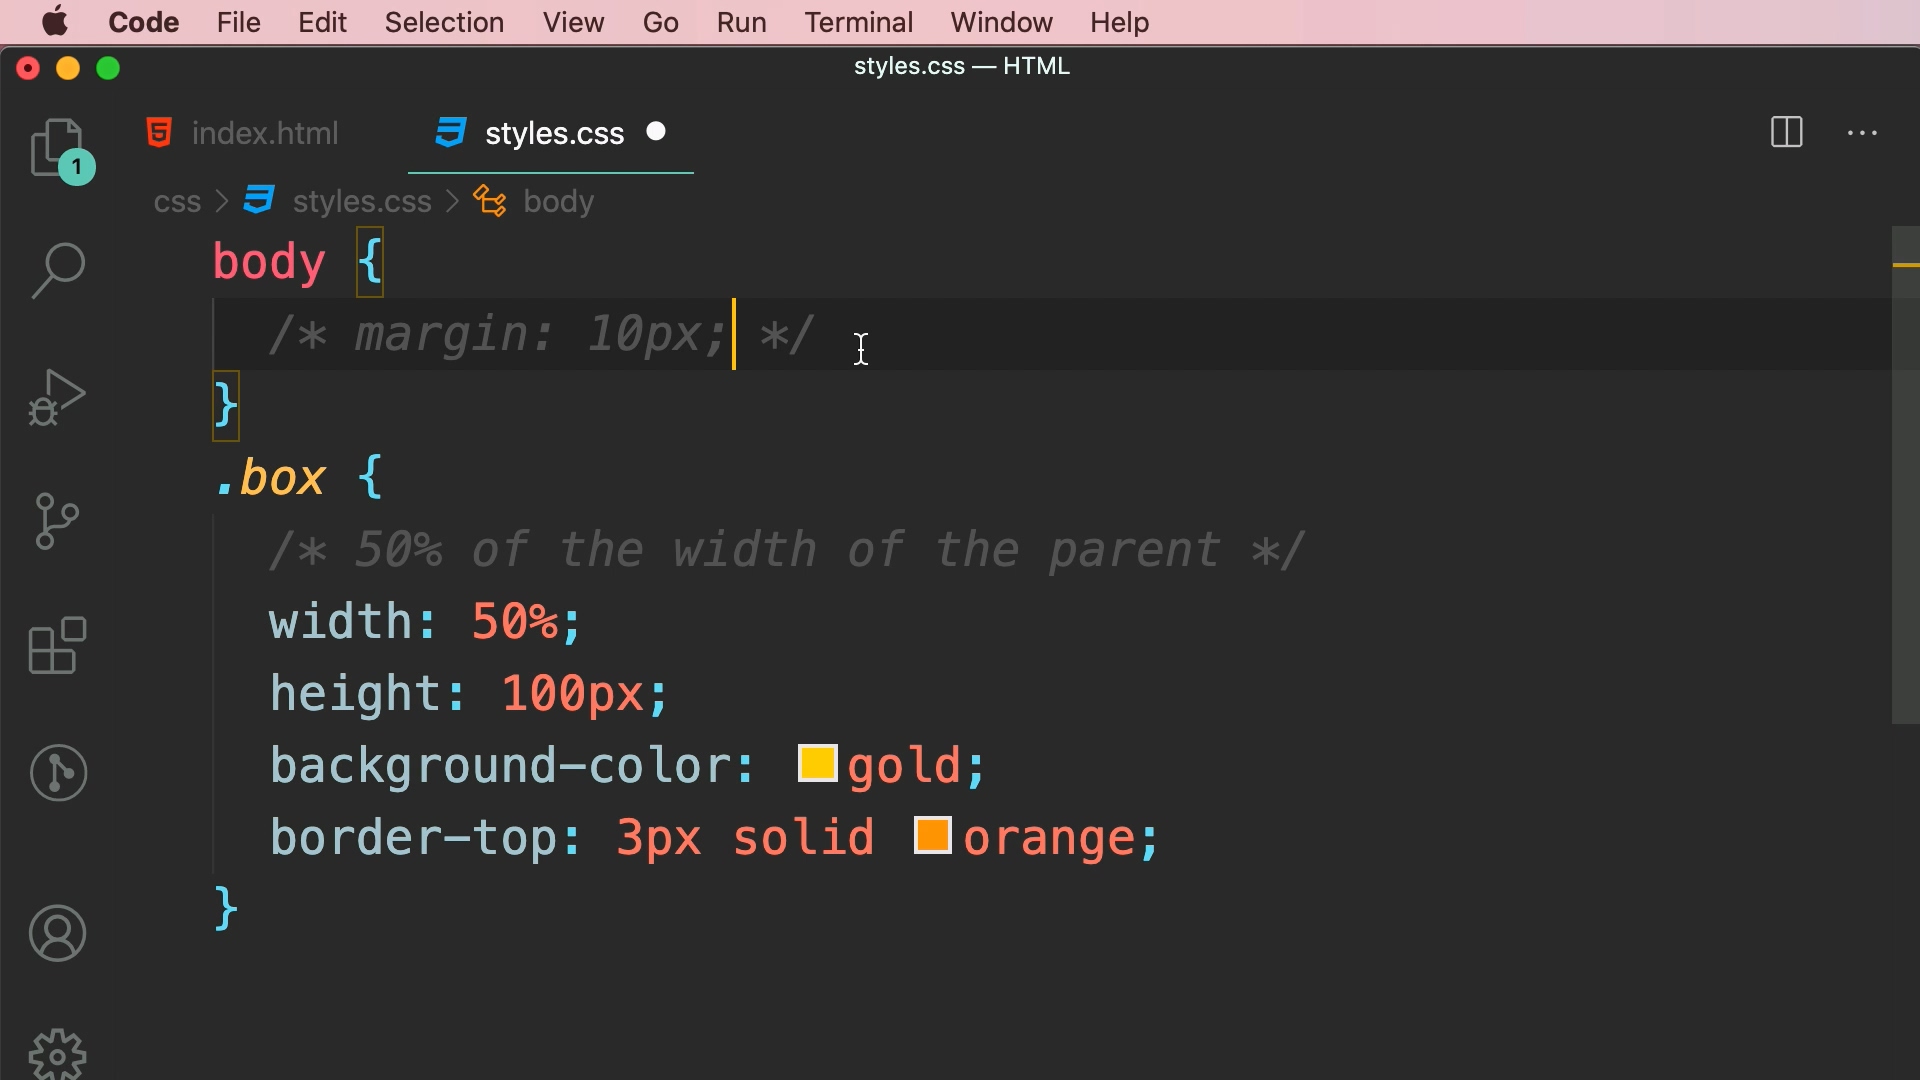 Code File Edit Selection View Go Run Terminal Window Help
styles.css — HTML
index.html styles.css
1
css > styles.css > body
body {
/* margin: 10px; */
}
.box {
/* 50% of the width of the parent */
width: 50%;
height: 100px;
background-color: gold;
border-top: 3px solid orange;
}